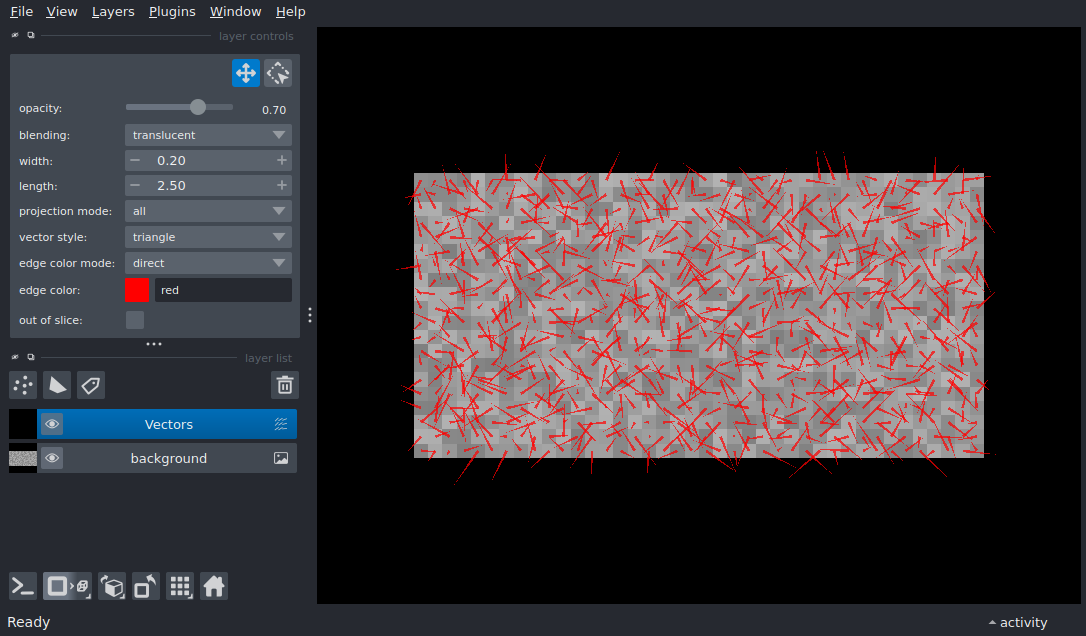 File View Layers Plugins Window Help
layer controls
opacity: 0.70
blending: translucent
width: − 0.20 +
length: − 2.50 +
projection mode: all
vector style: triangle
edge color mode: direct
edge color: red
out of slice:
layer list
Vectors
background
Ready
activity